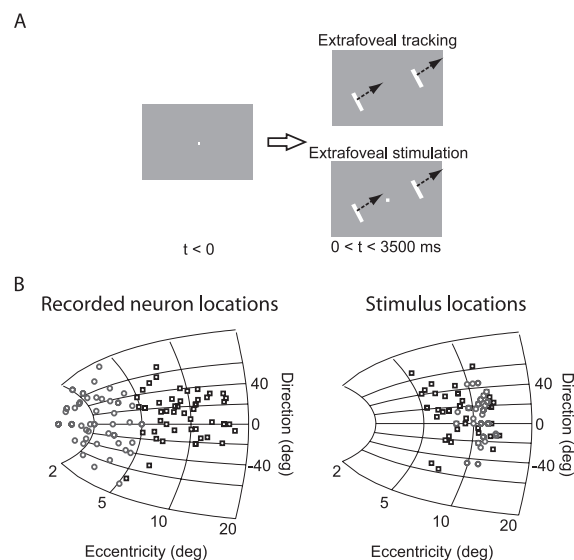 A
Extrafoveal tracking
Extrafoveal stimulation
t < 0
0 < t < 3500 ms
B
Recorded neuron locations
Stimulus locations
40
0
-40
Direction (deg)
2
5
10
20
Eccentricity (deg)
40
0
-40
Direction (deg)
2
5
10
20
Eccentricity (deg)